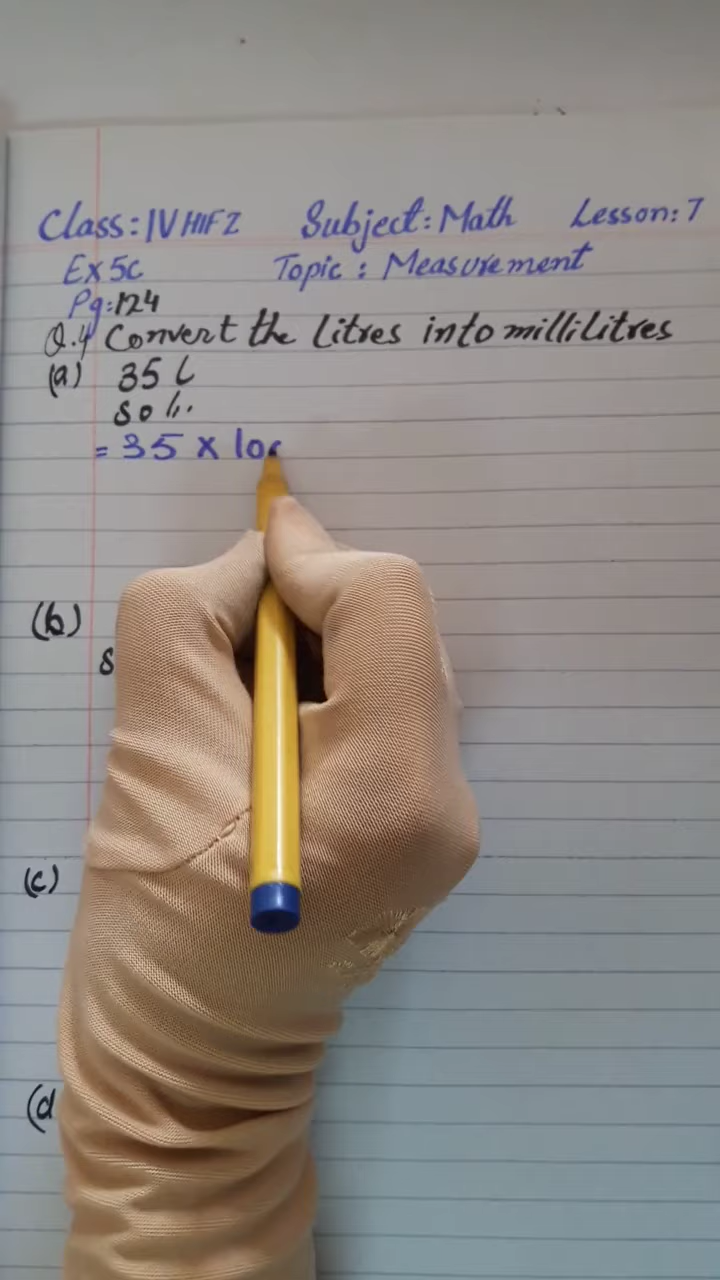 Class: IV HIFZ Subject: Math Lesson: 7
Ex 5c Topic: Measurement
Pg: 124
Q.4 Convert the Litres into millilitres
(a) 35 L
Sol:.
= 35 × 100
(b)
S
(c)
(d